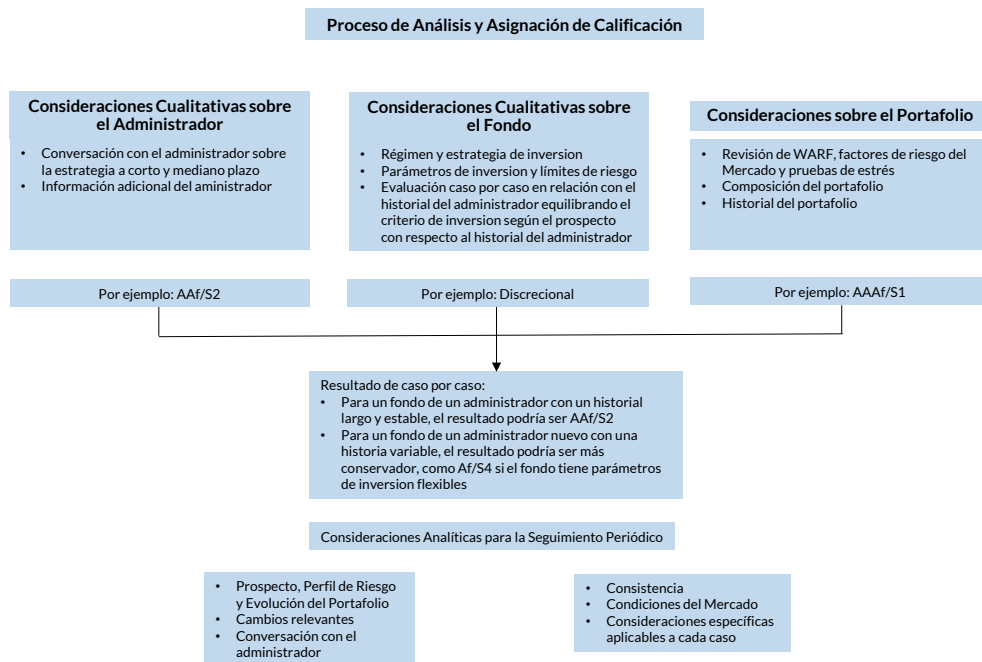 Proceso de Análisis y Asignación de Calificación
Consideraciones Cualitativas sobre
el Administrador
• Conversación con el administrador sobre
la estrategia a corto y mediano plazo
• Información adicional del aministrador
Consideraciones Cualitativas sobre
el Fondo
• Régimen y estrategia de inversion
• Parámetros de inversion y límites de riesgo
• Evaluación caso por caso en relación con el
historial del administrador equilibrando el
criterio de inversion según el prospecto
con respecto al historial del administrador
Consideraciones sobre el Portafolio
• Revisión de WARF, factores de riesgo del
Mercado y pruebas de estrés
• Composición del portafolio
• Historial del portafolio
Por ejemplo: AAf/S2
Por ejemplo: Discrecional
Por ejemplo: AAAf/S1
Resultado de caso por caso:
• Para un fondo de un administrador con un historial
largo y estable, el resultado podría ser AAf/S2
• Para un fondo de un administrador nuevo con una
historia variable, el resultado podría ser más
conservador, como Af/S4 si el fondo tiene parámetros
de inversion flexibles
Consideraciones Analíticas para la Seguimiento Periódico
• Prospecto, Perfil de Riesgo
y Evolución del Portafolio
• Cambios relevantes
• Conversación con el
administrador
• Consistencia
• Condiciones del Mercado
• Consideraciones específicas
aplicables a cada caso